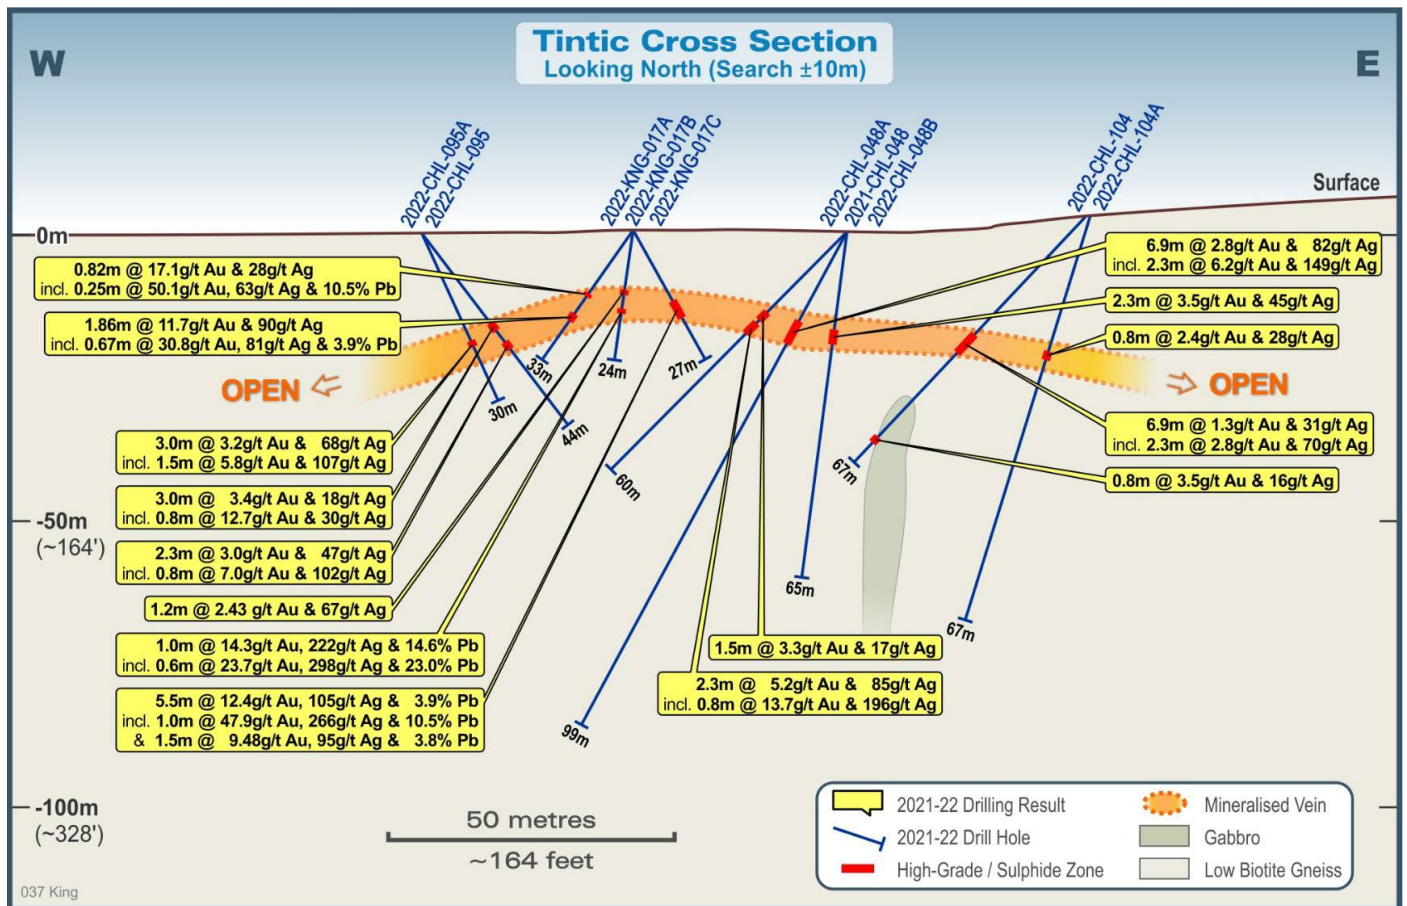 Tintic Cross Section
Looking North (Search ±10m)
W
E
2022-CHL-095A
2022-CHL-095
2022-KNG-017A
2022-KNG-017B
2022-KNG-017C
2022-CHL-048A
2021-CHL-048
2022-CHL-048B
2022-CHL-104
2022-CHL-104A
Surface
0m
0.82m @ 17.1g/t Au & 28g/t Ag
incl. 0.25m @ 50.1g/t Au, 63g/t Ag & 10.5% Pb
1.86m @ 11.7g/t Au & 90g/t Ag
incl. 0.67m @ 30.8g/t Au, 81g/t Ag & 3.9% Pb
6.9m @ 2.8g/t Au & 82g/t Ag
incl. 2.3m @ 6.2g/t Au & 149g/t Ag
2.3m @ 3.5g/t Au & 45g/t Ag
0.8m @ 2.4g/t Au & 28g/t Ag
OPEN
OPEN
30m
44m
33m
24m
27m
60m
99m
65m
67m
67m
3.0m @ 3.2g/t Au & 68g/t Ag
incl. 1.5m @ 5.8g/t Au & 107g/t Ag
3.0m @ 3.4g/t Au & 18g/t Ag
incl. 0.8m @ 12.7g/t Au & 30g/t Ag
2.3m @ 3.0g/t Au & 47g/t Ag
incl. 0.8m @ 7.0g/t Au & 102g/t Ag
1.2m @ 2.43 g/t Au & 67g/t Ag
1.0m @ 14.3g/t Au, 222g/t Ag & 14.6% Pb
incl. 0.6m @ 23.7g/t Au, 298g/t Ag & 23.0% Pb
5.5m @ 12.4g/t Au, 105g/t Ag & 3.9% Pb
incl. 1.0m @ 47.9g/t Au, 266g/t Ag & 10.5% Pb
& 1.5m @ 9.48g/t Au, 95g/t Ag & 3.8% Pb
6.9m @ 1.3g/t Au & 31g/t Ag
incl. 2.3m @ 2.8g/t Au & 70g/t Ag
0.8m @ 3.5g/t Au & 16g/t Ag
1.5m @ 3.3g/t Au & 17g/t Ag
2.3m @ 5.2g/t Au & 85g/t Ag
incl. 0.8m @ 13.7g/t Au & 196g/t Ag
-50m
(~164')
-100m
(~328')
50 metres
~164 feet
2021-22 Drilling Result
2021-22 Drill Hole
High-Grade / Sulphide Zone
Mineralised Vein
Gabbro
Low Biotite Gneiss
037 King